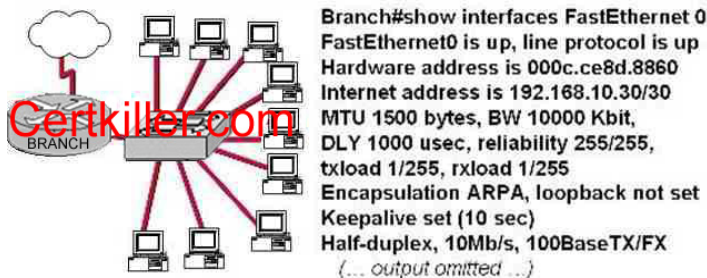 Branch#show interfaces FastEthernet 0
FastEthernet0 is up, line protocol is up
Hardware address is 000c.ce8d.8860
Internet address is 192.168.10.30/30
MTU 1500 bytes, BW 10000 Kbit,
DLY 1000 usec, reliability 255/255,
txload 1/255, rxload 1/255
Encapsulation ARPA, loopback not set
Keepalive set (10 sec)
Half-duplex, 10Mb/s, 100BaseTX/FX
(... output omitted ...)
Certkiller.com
BRANCH